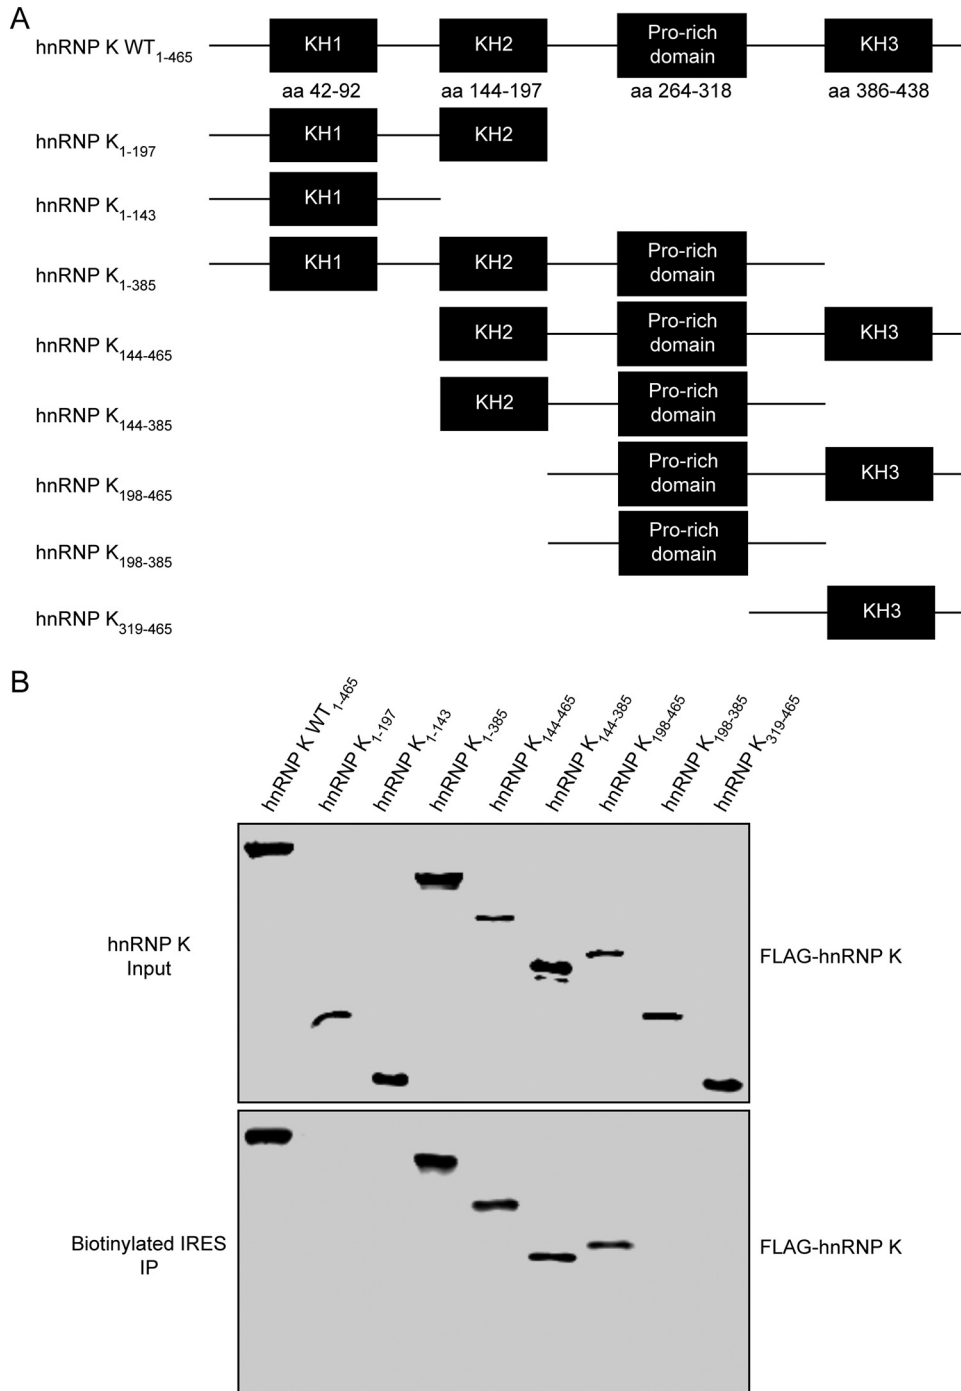 A
hnRNP K WT1-465
KH1
KH2
Pro-rich
domain
KH3
aa 42-92
aa 144-197
aa 264-318
aa 386-438
hnRNP K1-197
KH1
KH2
hnRNP K1-143
KH1
hnRNP K1-385
KH1
KH2
Pro-rich
domain
hnRNP K144-465
KH2
Pro-rich
domain
KH3
hnRNP K144-385
KH2
Pro-rich
domain
hnRNP K198-465
Pro-rich
domain
KH3
hnRNP K198-385
Pro-rich
domain
hnRNP K319-465
KH3
B
hnRNP K WT1-465
hnRNP K1-197
hnRNP K1-143
hnRNP K1-385
hnRNP K144-465
hnRNP K144-385
hnRNP K198-465
hnRNP K198-385
hnRNP K319-465
hnRNP K
Input
FLAG-hnRNP K
Biotinylated IRES
IP
FLAG-hnRNP K